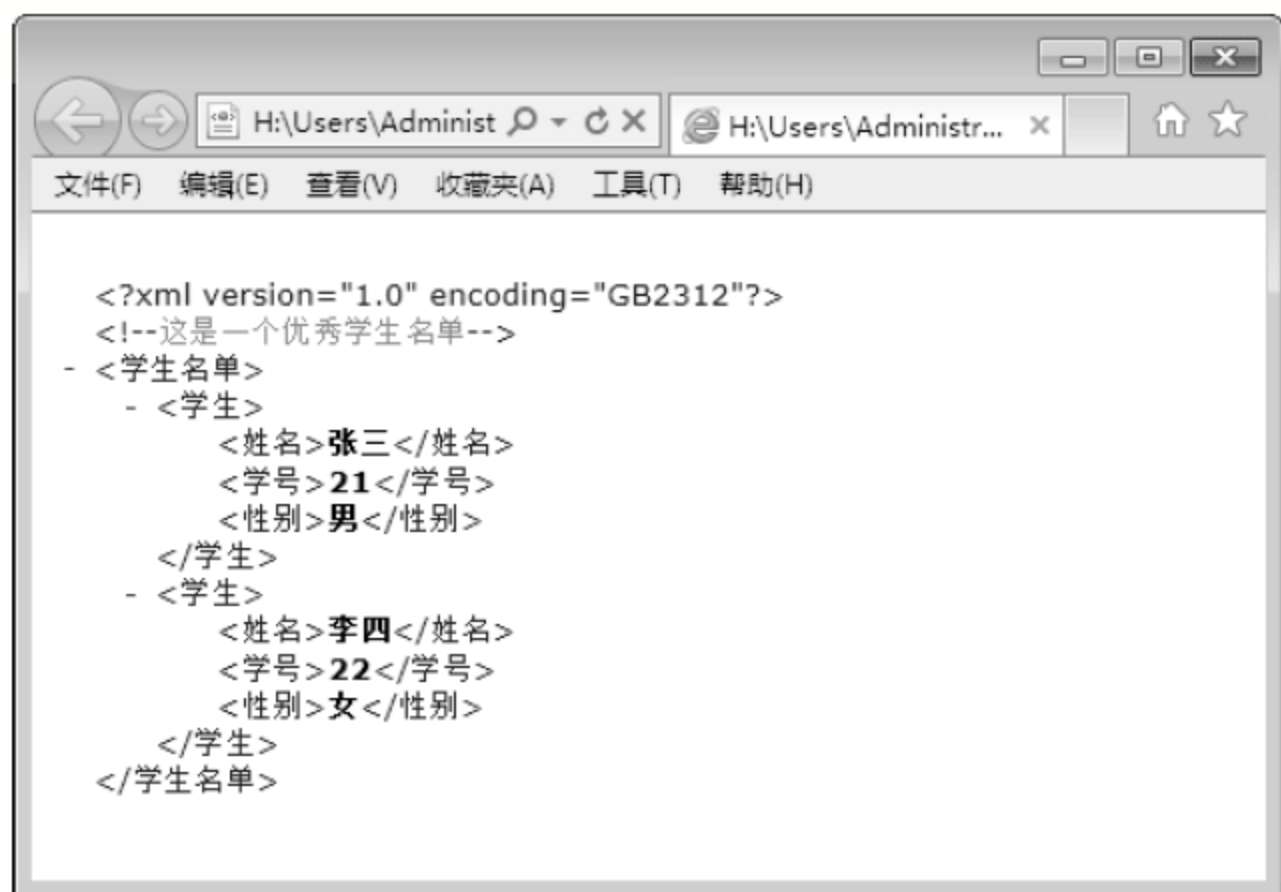 H:\Users\Administ
H:\Users\Administr...
文件(F) 编辑(E) 查看(V) 收藏夹(A) 工具(T) 帮助(H)
<?xml version="1.0" encoding="GB2312"?>
<!--这是一个优秀学生名单-->
- <学生名单>
- <学生>
<姓名>张三</姓名>
<学号>21</学号>
<性别>男</性别>
</学生>
- <学生>
<姓名>李四</姓名>
<学号>22</学号>
<性别>女</性别>
</学生>
</学生名单>